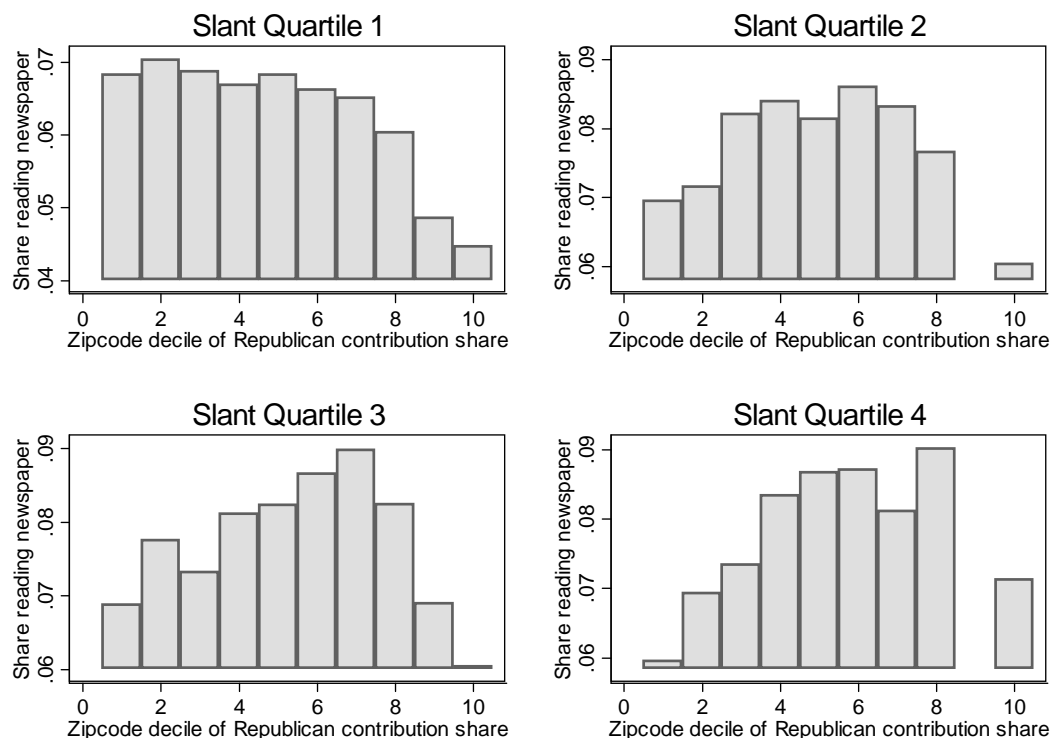 Slant Quartile 1
Share reading newspaper
.07
.06
.05
.04
0 2 4 6 8 10
Zipcode decile of Republican contribution share
Slant Quartile 2
Share reading newspaper
.09
.08
.07
.06
0 2 4 6 8 10
Zipcode decile of Republican contribution share
Slant Quartile 3
Share reading newspaper
.09
.08
.07
.06
0 2 4 6 8 10
Zipcode decile of Republican contribution share
Slant Quartile 4
Share reading newspaper
.09
.08
.07
.06
0 2 4 6 8 10
Zipcode decile of Republican contribution share